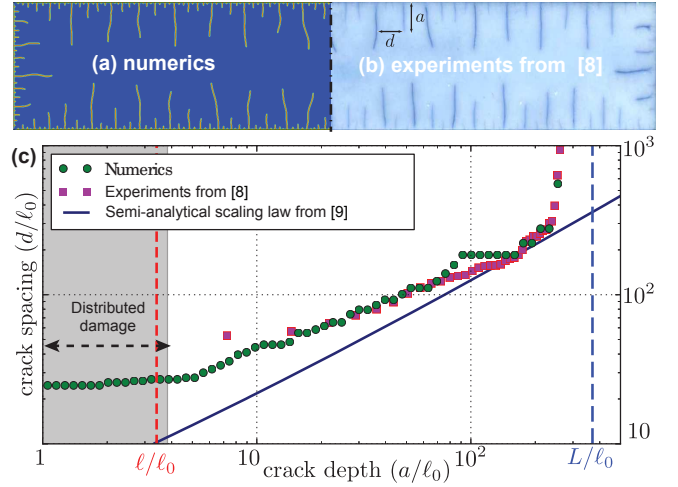 (a) numerics
(b) experiments from [8]
a
d
(c)
Numerics
Experiments from [8]
Semi-analytical scaling law from [9]
Distributed
damage
crack spacing (d/ℓ₀)
10³
10²
10
1
ℓ/ℓ₀
10
crack depth (a/ℓ₀)
10²
L/ℓ₀